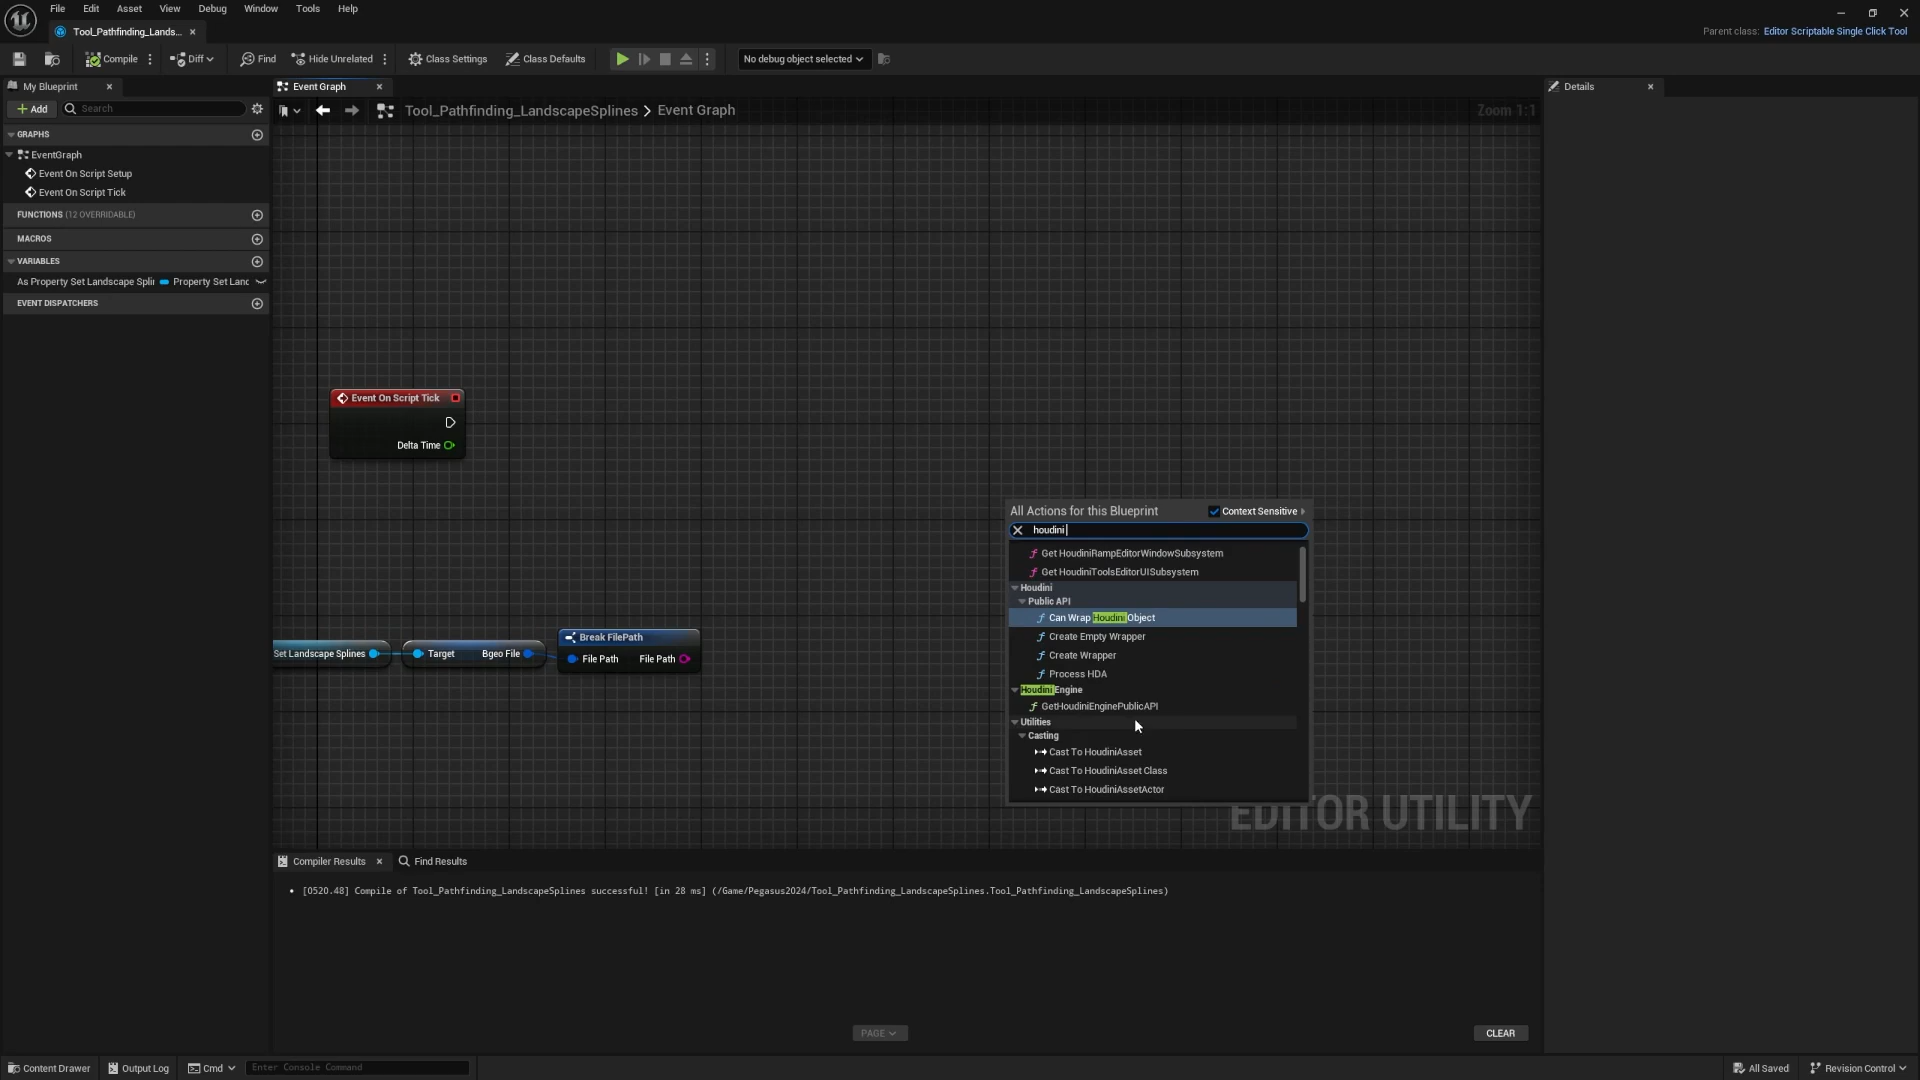 File Edit Asset View Debug Window Tools Help
Tool_Pathfinding_Lands...
Parent class: Editor Scriptable Single Click Tool
Compile Diff Find Hide Unrelated Class Settings Class Defaults No debug object selected
My Blueprint
Event Graph
Details
Add Search
Tool_Pathfinding_LandscapeSplines > Event Graph
Zoom 1:1
GRAPHS
EventGraph
Event On Script Setup
Event On Script Tick
FUNCTIONS (12 OVERRIDABLE)
MACROS
VARIABLES
As Property Set Landscape Splin Property Set Lanc
EVENT DISPATCHERS
Event On Script Tick
Delta Time
Set Landscape Splines
Target Bgeo File
Break FilePath
File Path File Path
All Actions for this Blueprint Context Sensitive
houdini
Get HoudiniRampEditorWindowSubsystem
Get HoudiniToolsEditorUISubsystem
Houdini
Public API
Can Wrap Houdini Object
Create Empty Wrapper
Create Wrapper
Process HDA
Houdini Engine
GetHoudiniEnginePublicAPI
Utilities
Casting
Cast To HoudiniAsset
Cast To HoudiniAsset Class
Cast To HoudiniAssetActor
EDITOR UTILITY
Compiler Results Find Results
[0520.48] Compile of Tool_Pathfinding_LandscapeSplines successful! [in 28 ms] (/Game/Pegasus2024/Tool_Pathfinding_LandscapeSplines.Tool_Pathfinding_LandscapeSplines)
PAGE
CLEAR
Content Drawer Output Log Cmd Enter Console Command All Saved Revision Control